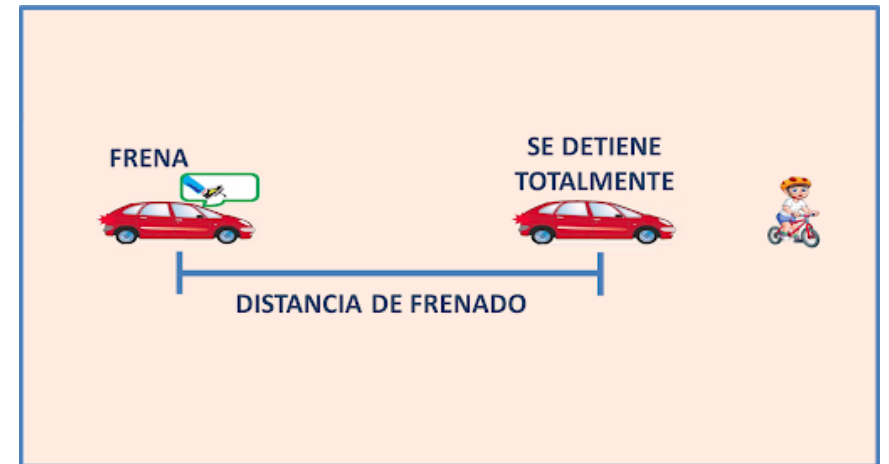 FRENA
SE DETIENE
TOTALMENTE
DISTANCIA DE FRENADO